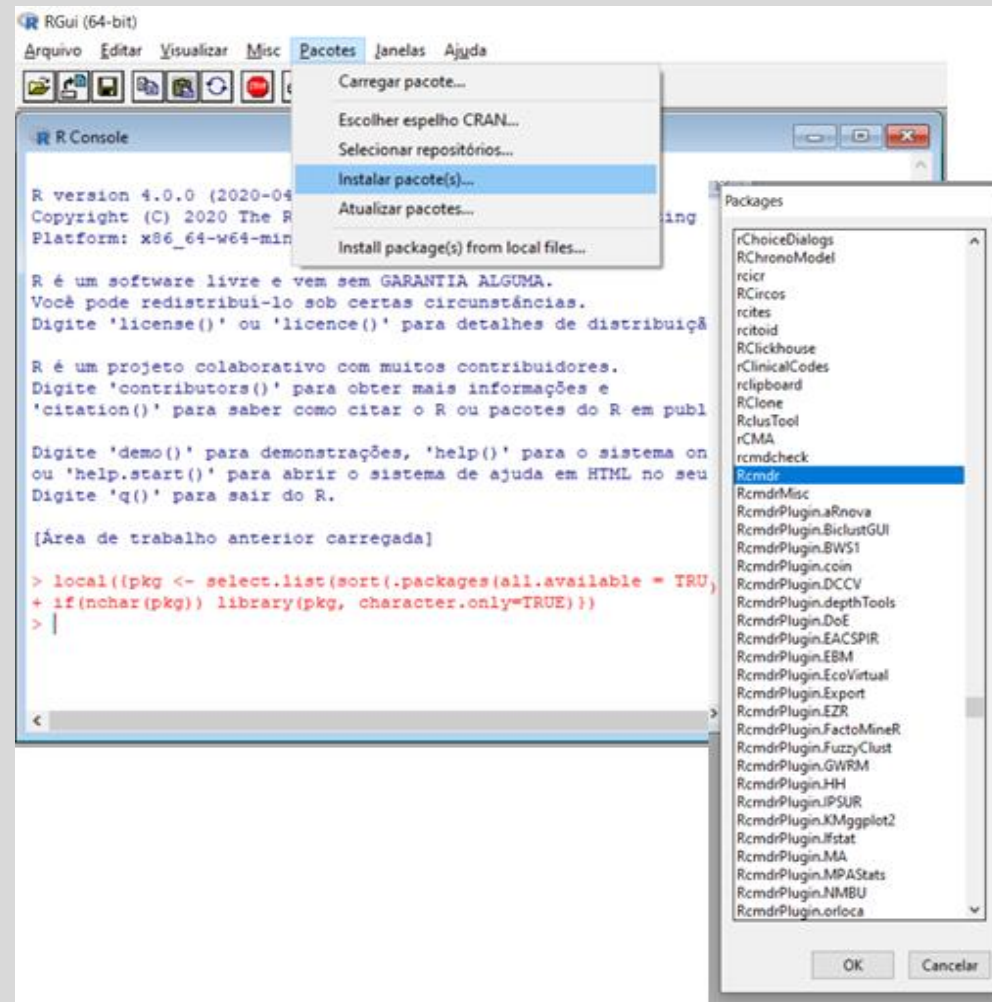 RGui (64-bit)
Arquivo Editar Visualizar Misc Pacotes Janelas Ajuda
Carregar pacote...
Escolher espelho CRAN...
Selecionar repositórios...
Instalar pacote(s)...
Atualizar pacotes...
Install package(s) from local files...
R Console
R version 4.0.0 (2020-04
Copyright (C) 2020 The R ing
Platform: x86_64-w64-min
R é um software livre e vem sem GARANTIA ALGUMA.
Você pode redistribuí-lo sob certas circunstâncias.
Digite 'license()' ou 'licence()' para detalhes de distribuiçã
R é um projeto colaborativo com muitos contribuidores.
Digite 'contributors()' para obter mais informações e
'citation()' para saber como citar o R ou pacotes do R em publ
Digite 'demo()' para demonstrações, 'help()' para o sistema on
ou 'help.start()' para abrir o sistema de ajuda em HTML no seu
Digite 'q()' para sair do R.
[Área de trabalho anterior carregada]
> local({pkg <- select.list(sort(.packages(all.available = TRU
+ if(nchar(pkg)) library(pkg, character.only=TRUE)})
>
Packages
rChoiceDialogs
RChronoModel
rcicr
RCircos
rcites
rcitoid
RClickhouse
rClinicalCodes
rclipboard
RClone
RclusTool
rCMA
rcmdcheck
Rcmdr
RcmdrMisc
RcmdrPlugin.aRnova
RcmdrPlugin.BiclustGUI
RcmdrPlugin.BWS1
RcmdrPlugin.coin
RcmdrPlugin.DCCV
RcmdrPlugin.depthTools
RcmdrPlugin.DoE
RcmdrPlugin.EACSPIR
RcmdrPlugin.EBM
RcmdrPlugin.EcoVirtual
RcmdrPlugin.Export
RcmdrPlugin.EZR
RcmdrPlugin.FactoMineR
RcmdrPlugin.FuzzyClust
RcmdrPlugin.GWRM
RcmdrPlugin.HH
RcmdrPlugin.IPSUR
RcmdrPlugin.KMggplot2
RcmdrPlugin.lfstat
RcmdrPlugin.MA
RcmdrPlugin.MPAStats
RcmdrPlugin.NMBU
RcmdrPlugin.orloca
OK Cancelar